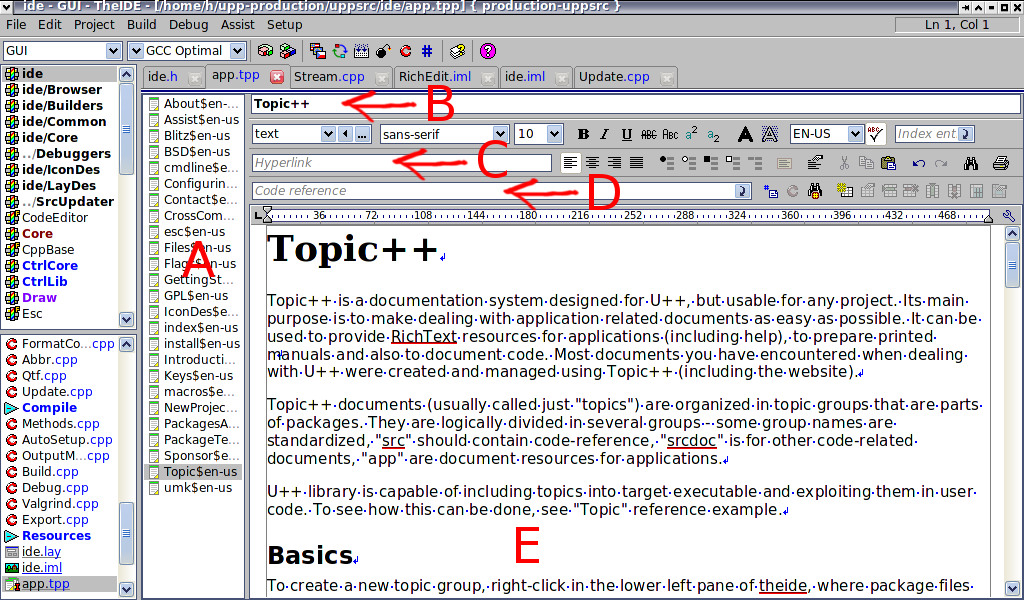 ide - GUI - TheIDE - [/home/h/upp-production/uppsrc/ide/app.tpp] { production-uppsrc }
File Edit Project Build Debug Assist Setup
Ln 1, Col 1
GUI
GCC Optimal
ide
ide/Browser
ide/Builders
ide/Common
ide/Core
../Debuggers
ide/IconDes
ide/LayDes
../SrcUpdater
CodeEditor
Core
CppBase
CtrlCore
CtrlLib
Draw
Esc
FormatCo...cpp
Abbr.cpp
Qtf.cpp
Update.cpp
Compile
Methods.cpp
AutoSetup.cpp
OutputM...cpp
Build.cpp
Debug.cpp
Valgrind.cpp
Export.cpp
Resources
ide.lay
ide.iml
app.tpp
ide.h app.tpp Stream.cpp RichEdit.iml ide.iml Update.cpp
About$en-...
Assist$en-us
Blitz$en-us
BSD$en-us
cmdline$e...
Configurin...
Contact$e...
CrossCom...
esc$en-us
Files$en-us
Flags$en-us
GettingSt...
GPL$en-us
IconDes$e...
index$en-us
install$en-us
Introducti...
Keys$en-us
macros$e...
NewProjec...
PackagesA...
PackageTe...
Sponsor$e...
Topic$en-us
umk$en-us
A
Topic++
B
text
...
sans-serif
10
B I U ABC Abc a2 a2 A A
EN-US
ABC
Index ent
Hyperlink
C
Code reference
D
36 72 108 144 180 216 252 288 324 360 396 432 468
Topic++
Topic++ is a documentation system designed for U++, but usable for any project. Its main
purpose is to make dealing with application related documents as easy as possible. It can be
used to provide RichText resources for applications (including help), to prepare printed
manuals and also to document code. Most documents you have encountered when dealing
with U++ were created and managed using Topic++ (including the website).
Topic++ documents (usually called just "topics") are organized in topic groups that are parts
of packages. They are logically divided in several groups - some group names are
standardized, "src" should contain code-reference, "srcdoc" is for other code-related
documents, "app" are document resources for applications.
U++ library is capable of including topics into target executable and exploiting them in user
code. To see how this can be done, see "Topic" reference example.
E
Basics
To create a new topic group, right-click in the lower left pane of theide, where package files